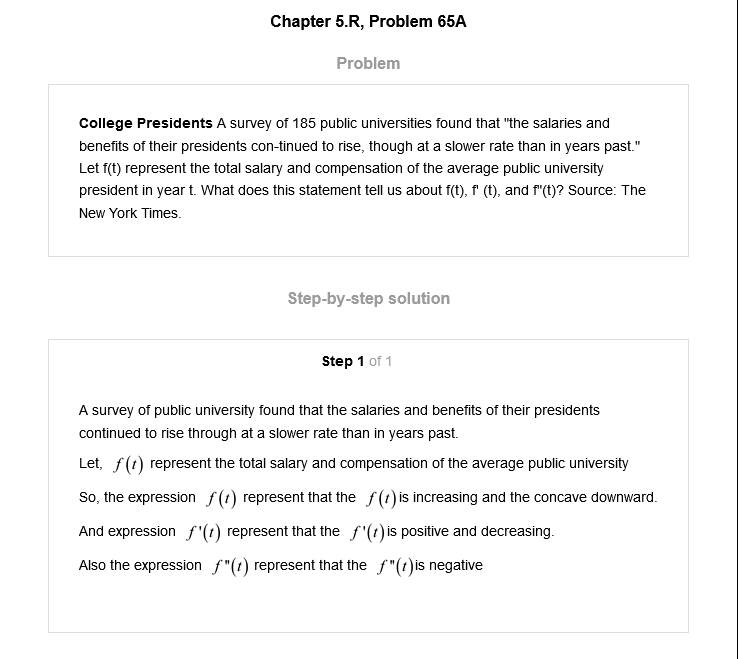 Chapter 5.R, Problem 65A
Problem
College Presidents A survey of 185 public universities found that "the salaries and
benefits of their presidents con-tinued to rise, though at a slower rate than in years past."
Let f(t) represent the total salary and compensation of the average public university
president in year t. What does this statement tell us about f(t), f' (t), and f"(t)? Source: The
New York Times.
Step-by-step solution
Step 1 of 1
A survey of public university found that the salaries and benefits of their presidents
continued to rise through at a slower rate than in years past.
Let, f(t) represent the total salary and compensation of the average public university
So, the expression f(t) represent that the f(t) is increasing and the concave downward.
And expression f'(t) represent that the f'(t) is positive and decreasing.
Also the expression f"(t) represent that the f"(t) is negative